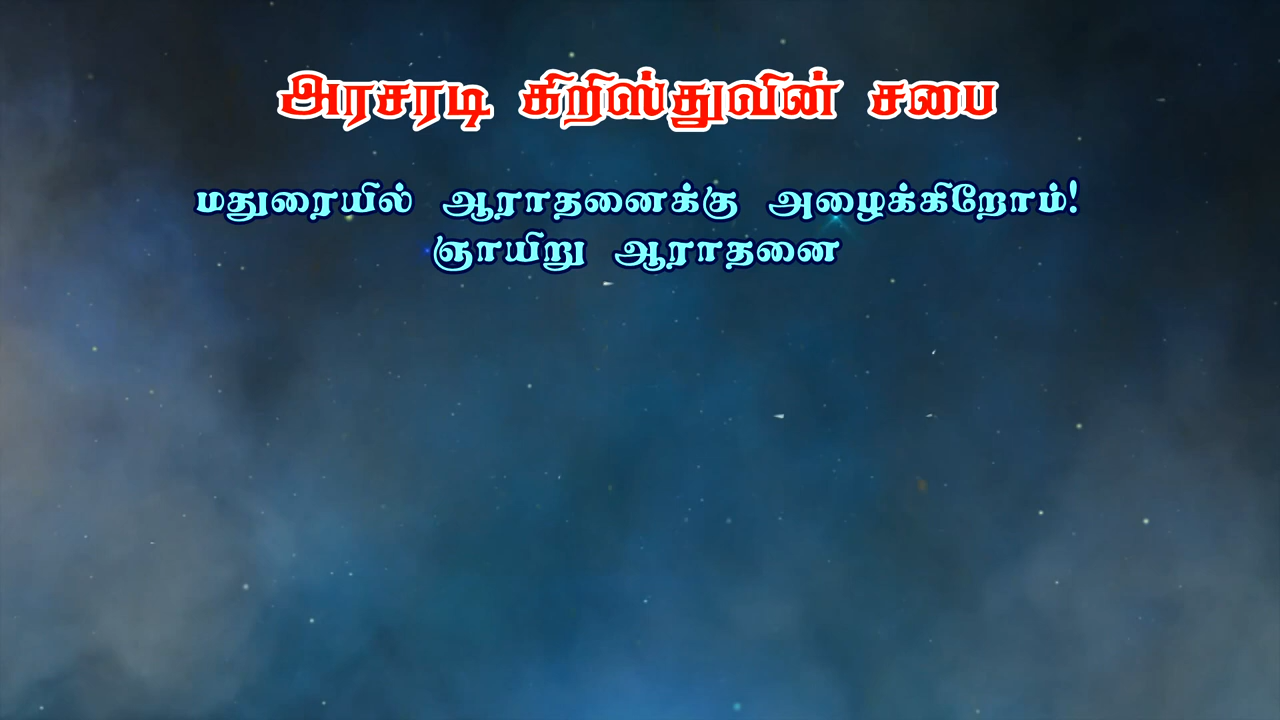 அரசரடி கிறிஸ்துவின் சபை
மதுரையில் ஆராதனைக்கு அழைக்கிறோம்!
ஞாயிறு ஆராதனை